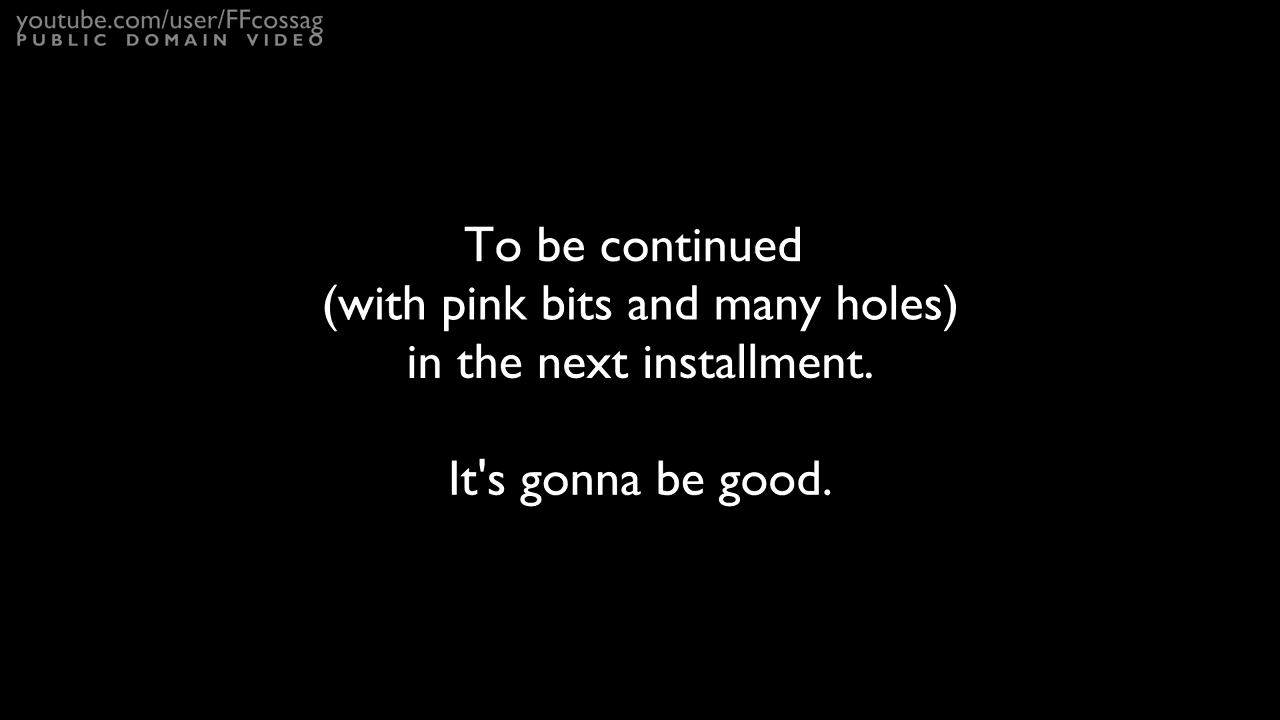 youtube.com/user/FFcossag
PUBLIC DOMAIN VIDEO
To be continued
(with pink bits and many holes)
in the next installment.
It's gonna be good.